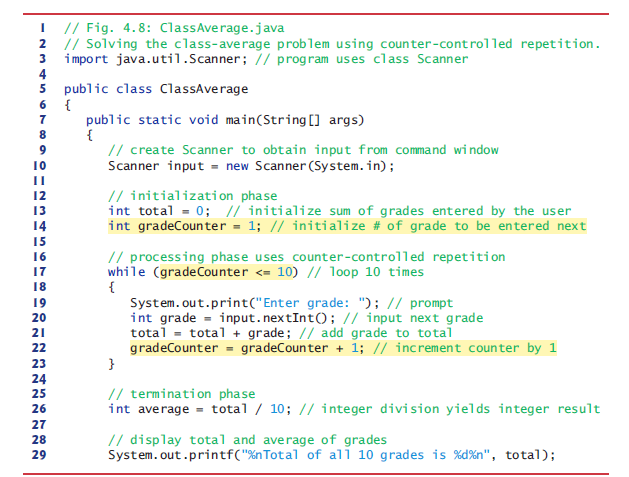 1 // Fig. 4.8: ClassAverage.java
2 // Solving the class-average problem using counter-controlled repetition.
3 import java.util.Scanner; // program uses class Scanner
4
5 public class ClassAverage
6 {
7 public static void main(String[] args)
8 {
9 // create Scanner to obtain input from command window
10 Scanner input = new Scanner(System.in);
11
12 // initialization phase
13 int total = 0; // initialize sum of grades entered by the user
14 int gradeCounter = 1; // initialize # of grade to be entered next
15
16 // processing phase uses counter-controlled repetition
17 while (gradeCounter <= 10) // loop 10 times
18 {
19 System.out.print("Enter grade: "); // prompt
20 int grade = input.nextInt(); // input next grade
21 total = total + grade; // add grade to total
22 gradeCounter = gradeCounter + 1; // increment counter by 1
23 }
24
25 // termination phase
26 int average = total / 10; // integer division yields integer result
27
28 // display total and average of grades
29 System.out.printf("%nTotal of all 10 grades is %d%n", total);